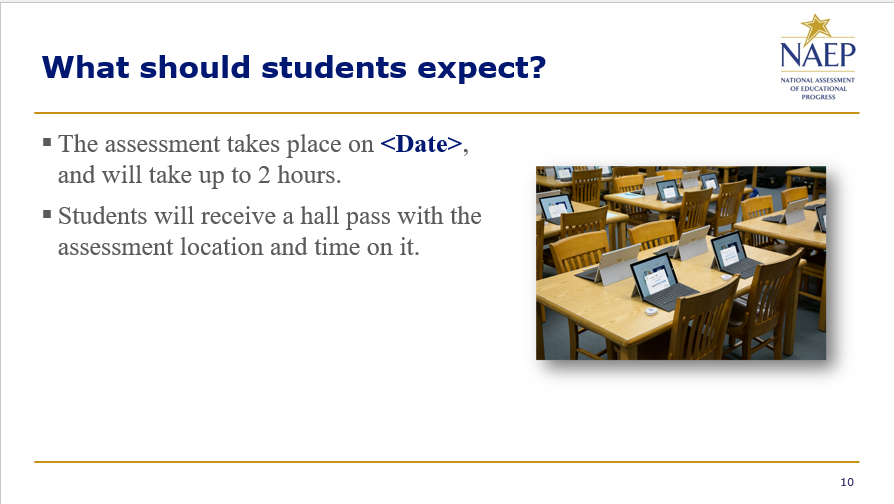 What should students expect?
NAEP
NATIONAL ASSESSMENT
OF EDUCATIONAL
PROGRESS
▪ The assessment takes place on <Date>,
and will take up to 2 hours.
▪ Students will receive a hall pass with the
assessment location and time on it.
10